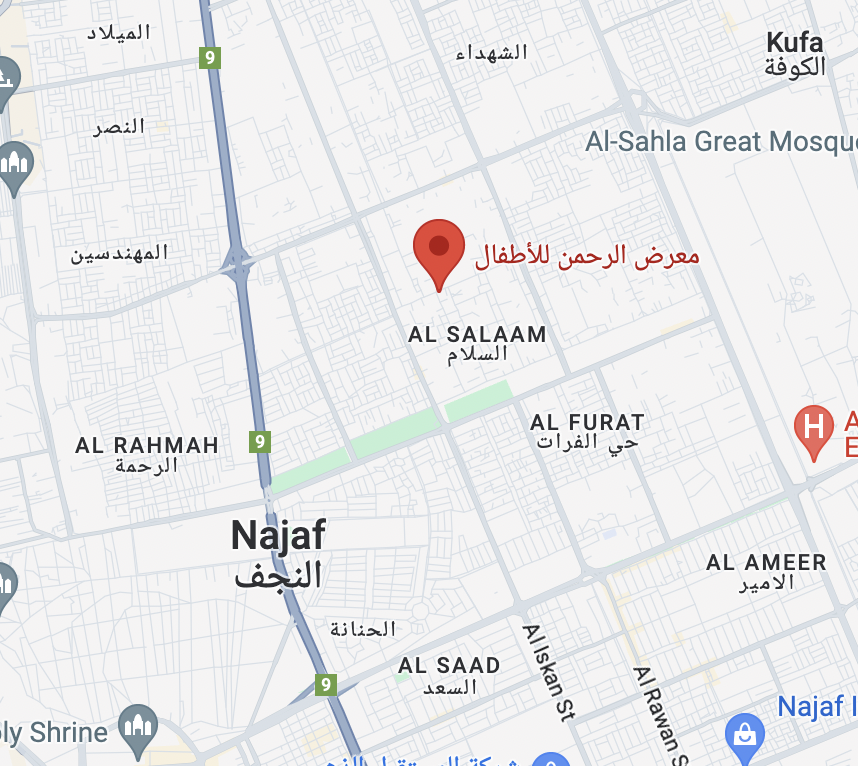 الميلاد
9
الشهداء
Kufa
الكوفة
النصر
Al-Sahla Great Mosque
المهندسين
معرض الرحمن للأطفال
AL SALAAM
السلام
AL FURAT
حي الفرات
H
A
E
AL RAHMAH
الرحمة
9
Najaf
النجف
AL AMEER
الامير
الحنانة
AL SAAD
السعد
9
Al Iskan St
Al Rawan S
ly Shrine
Najaf I